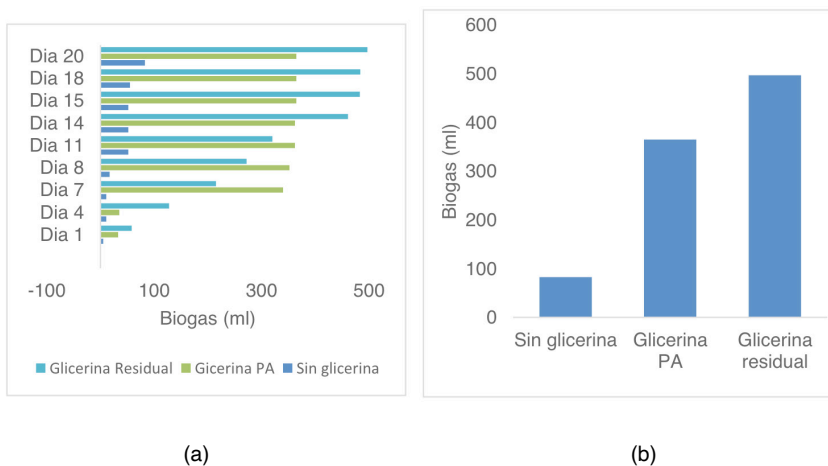 Dia 20
Dia 18
Dia 15
Dia 14
Dia 11
Dia 8
Dia 7
Dia 4
Dia 1
-100 100 300 500
Biogas (ml)
Glicerina Residual Gicerina PA Sin glicerina
(a)
600
500
400
300
200
100
0
Biogas (ml)
Sin glicerina Glicerina PA Glicerina residual
(b)